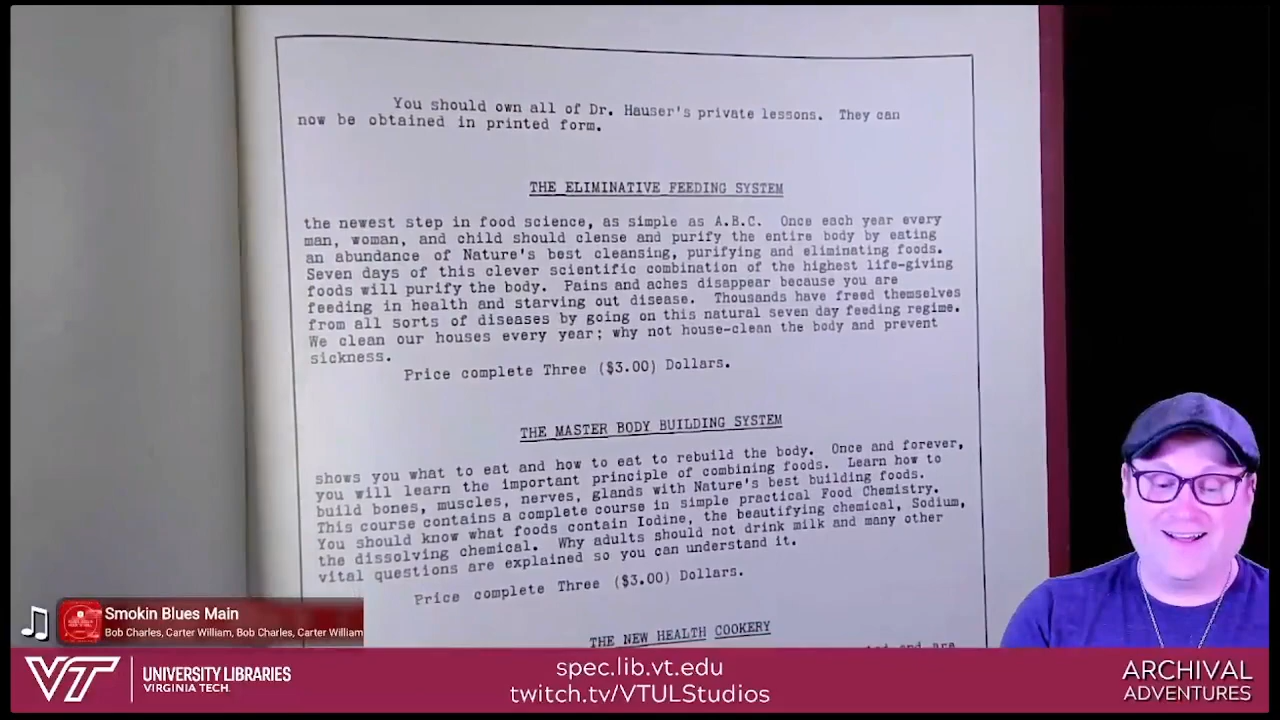 You should own all of Dr. Hauser's private lessons. They can
now be obtained in printed form.
THE ELIMINATIVE FEEDING SYSTEM
the newest step in food science, as simple as A.B.C. Once each year every
man, woman, and child should clense and purify the entire body by eating
an abundance of Nature's best cleansing, purifying and eliminating foods.
Seven days of this clever scientific combination of the highest life-giving
foods will purify the body. Pains and aches disappear because you are
feeding in health and starving out disease. Thousands have freed themselves
from all sorts of diseases by going on this natural seven day feeding regime.
We clean our houses every year; why not house-clean the body and prevent
sickness.
Price complete Three ($3.00) Dollars.
THE MASTER BODY BUILDING SYSTEM
shows you what to eat and how to eat to rebuild the body. Once and forever,
you will learn the important principle of combining foods. Learn how to
build bones, muscles, nerves, glands with Nature's best building foods.
This course contains a complete course in simple practical Food Chemistry.
You should know what foods contain Iodine, the beautifying chemical, Sodium,
the dissolving chemical. Why adults should not drink milk and many other
vital questions are explained so you can understand it.
Price complete Three ($3.00) Dollars.
THE NEW HEALTH COOKERY
and are
Smokin Blues Main
Bob Charles, Carter William, Bob Charles, Carter William
VT
UNIVERSITY LIBRARIES
VIRGINIA TECH.
spec.lib.vt.edu
twitch.tv/VTULStudios
ARCHIVAL
ADVENTURES